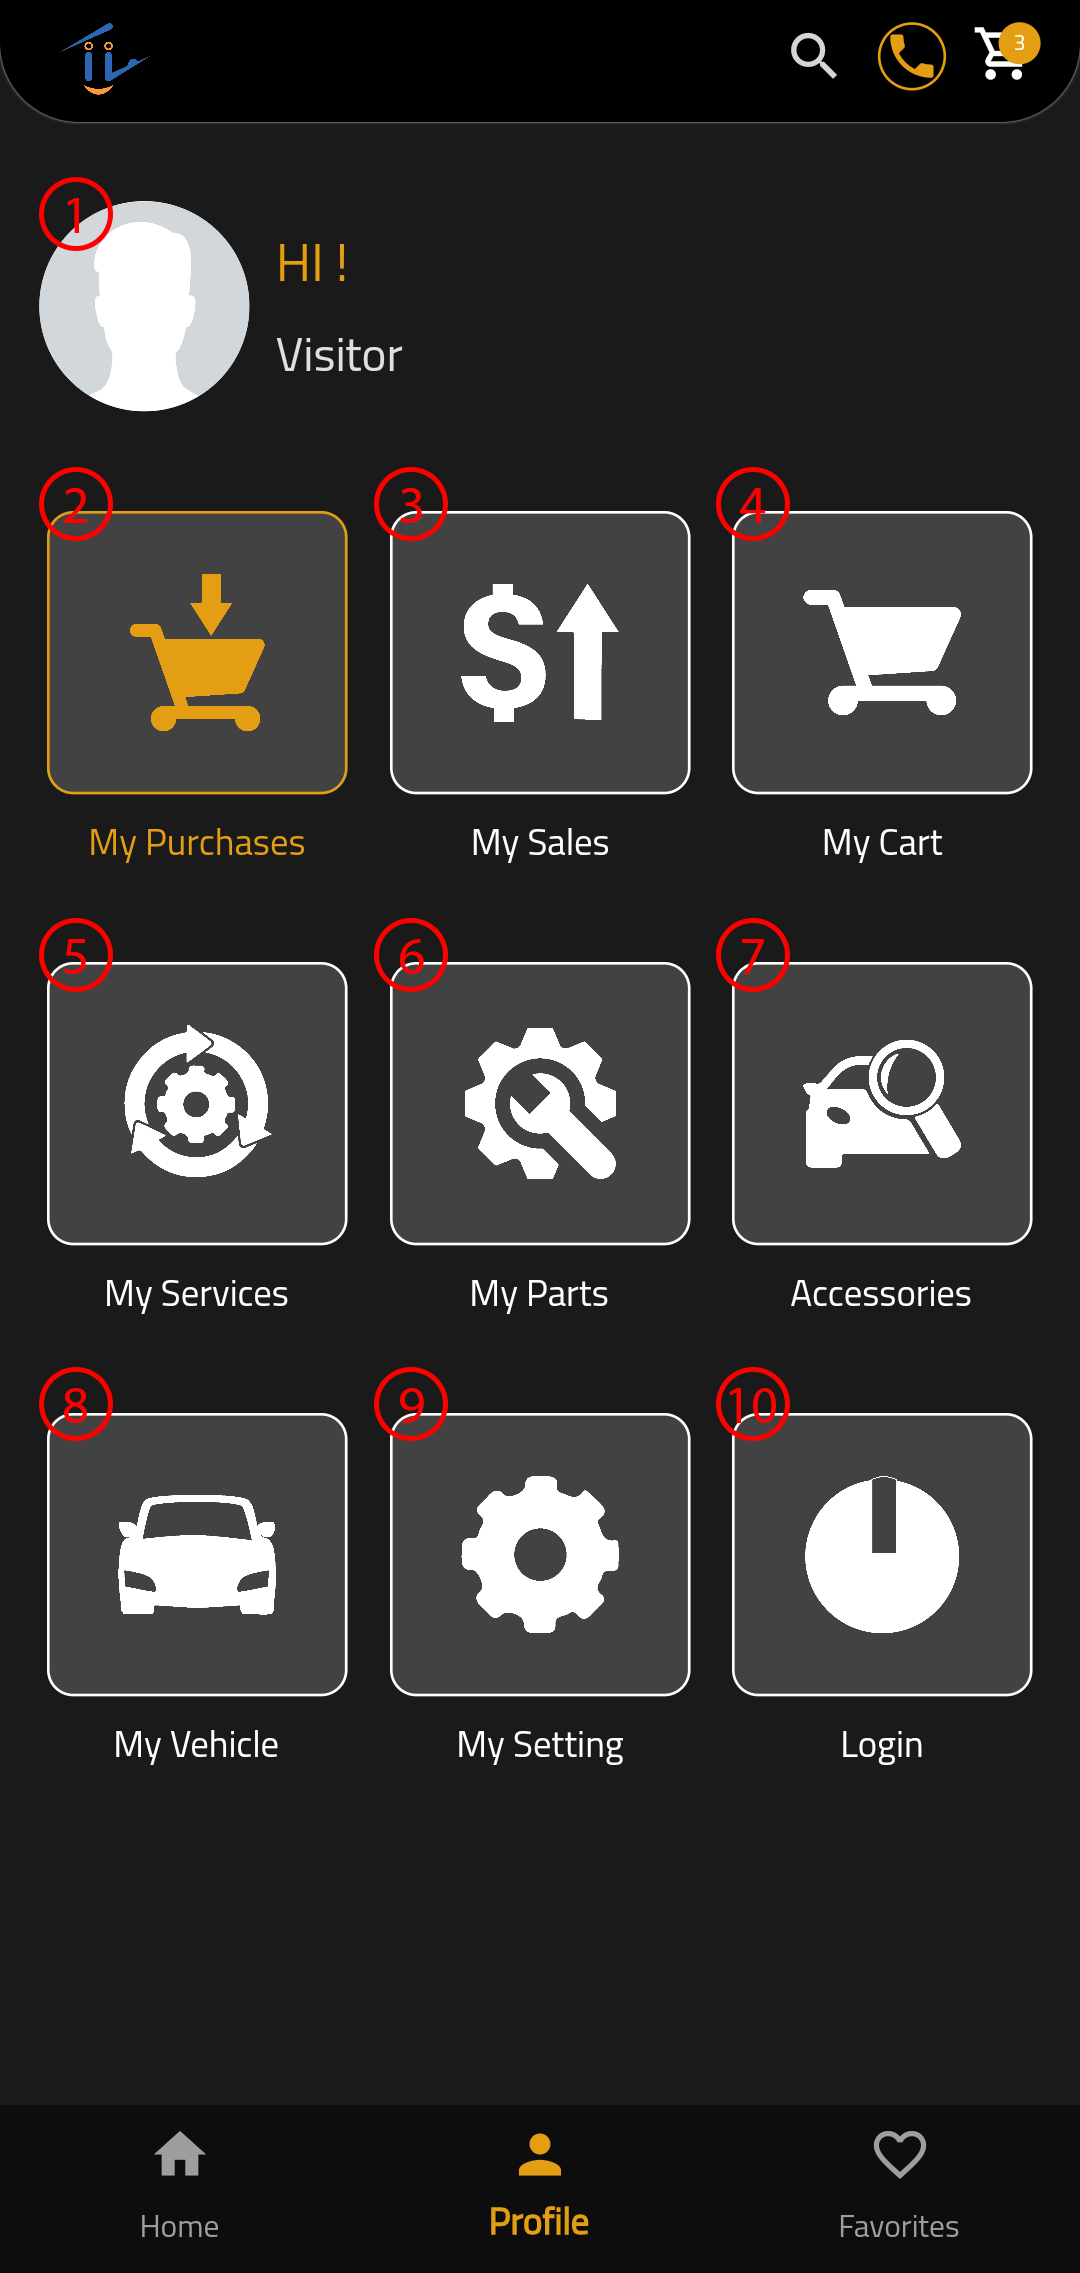 3
1
HI !
Visitor
2 3 4
My Purchases My Sales My Cart
5 6 7
My Services My Parts Accessories
8 9 10
My Vehicle My Setting Login
Home Profile Favorites